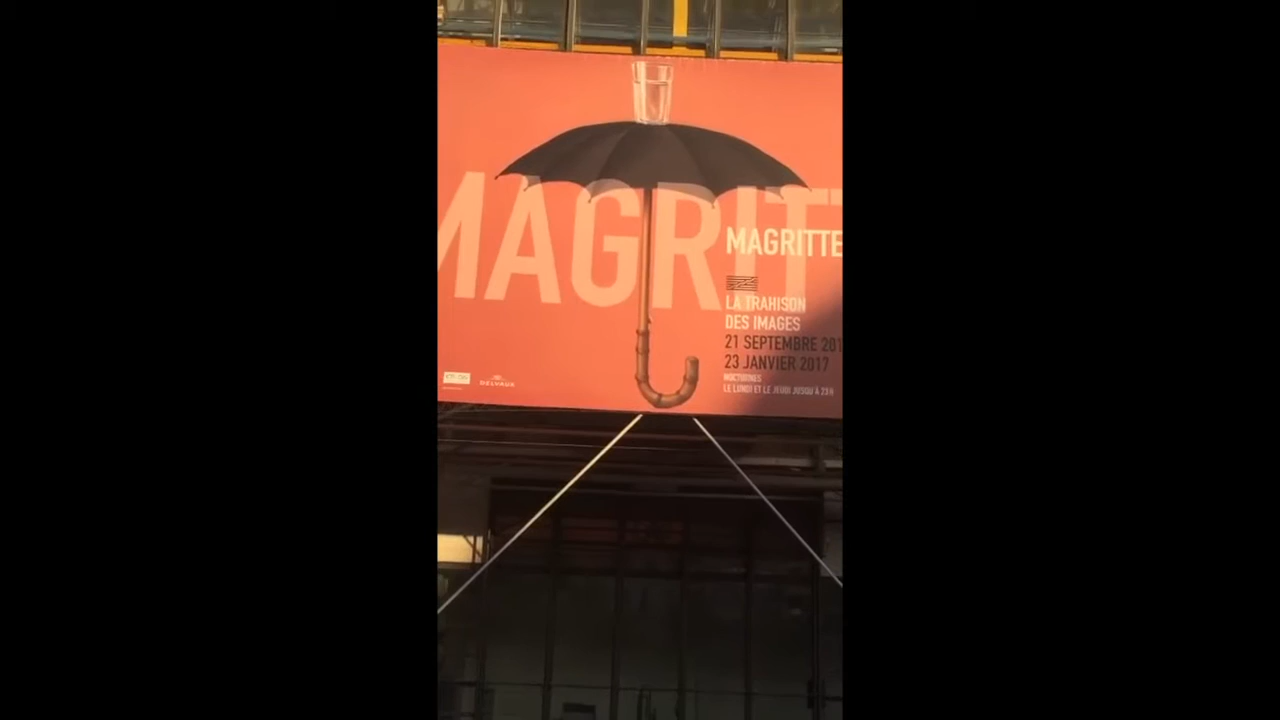 MAGRITT
MAGRITTE
LA TRAHISON
DES IMAGES
21 SEPTEMBRE 201
23 JANVIER 2017
NOCTURNES
LE LUNDI ET LE JEUDI JUSQU'À 23H
DELVAUX